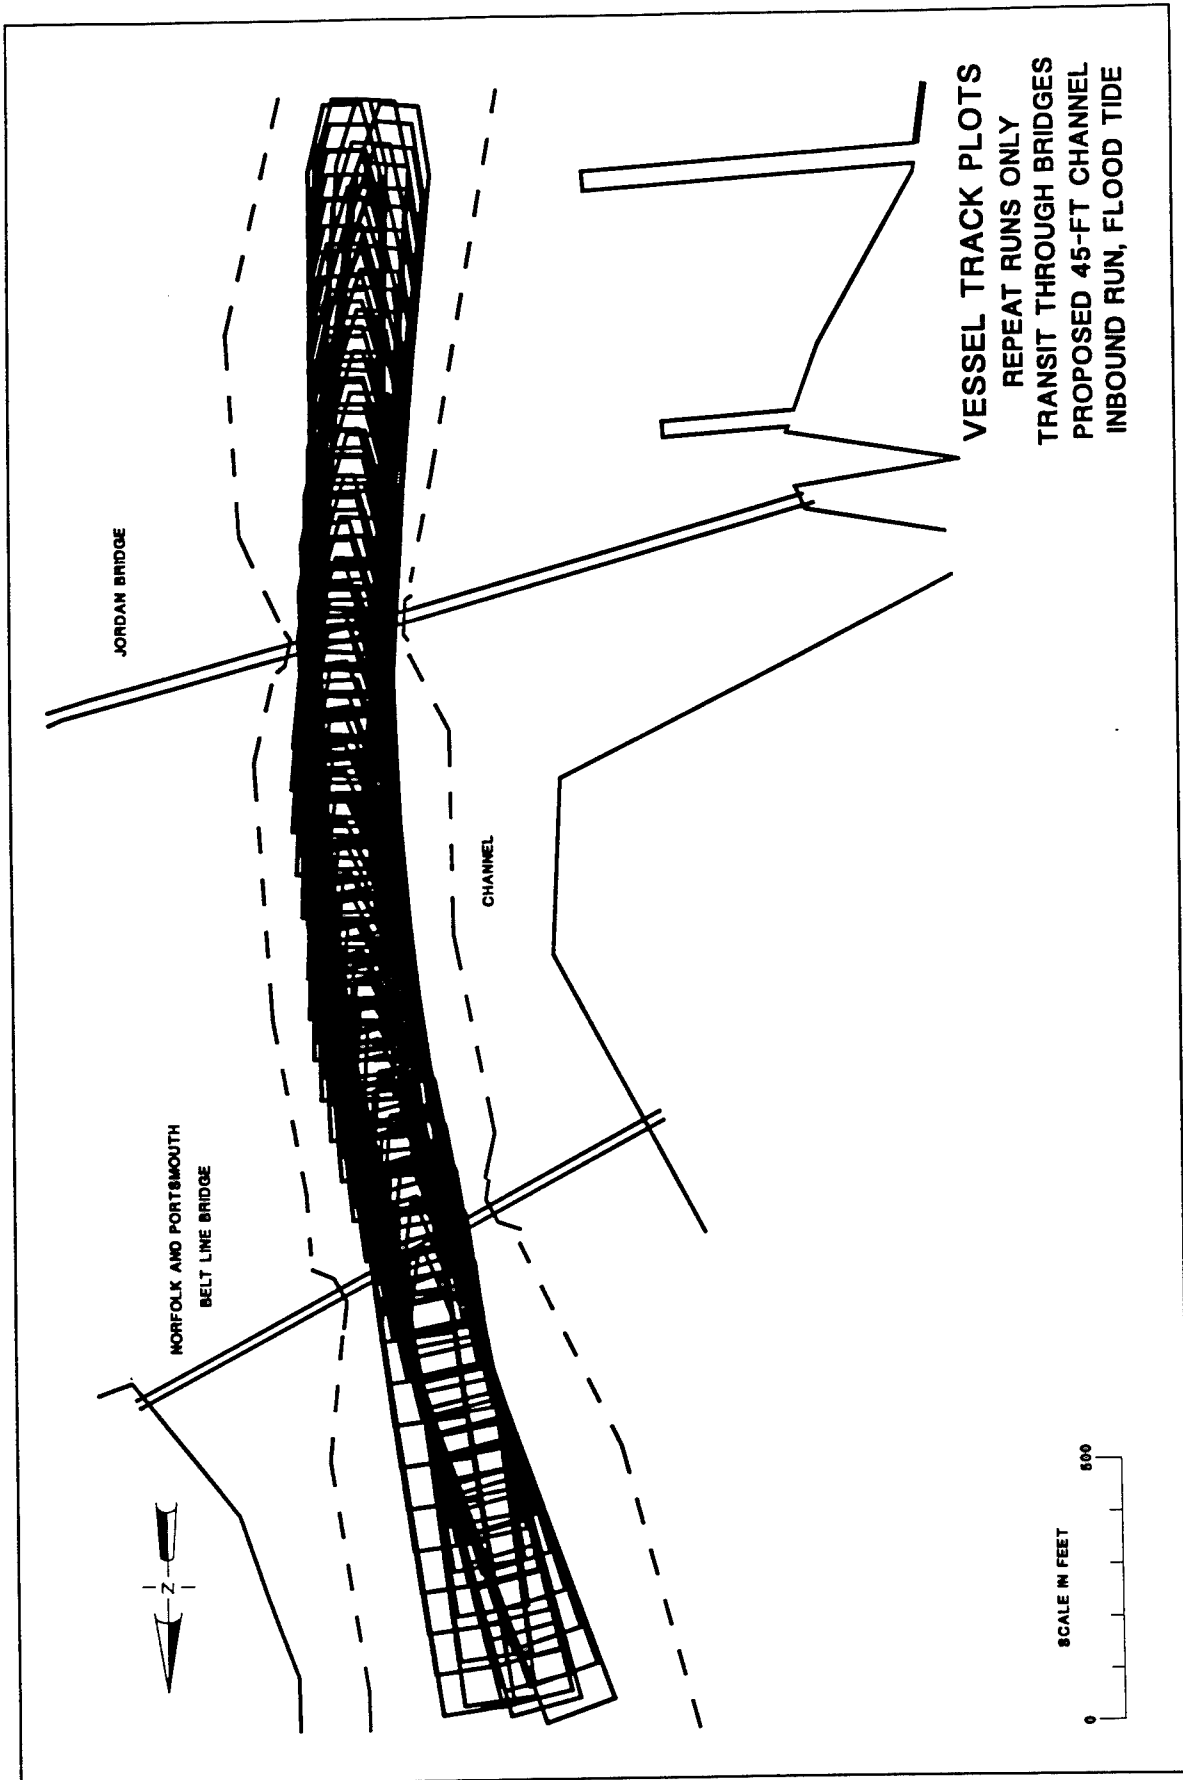 JORDAN BRIDGE
NORFOLK AND PORTSMOUTH
BELT LINE BRIDGE
CHANNEL
N
SCALE IN FEET
0
500
VESSEL TRACK PLOTS
REPEAT RUNS ONLY
TRANSIT THROUGH BRIDGES
PROPOSED 45-FT CHANNEL
INBOUND RUN, FLOOD TIDE